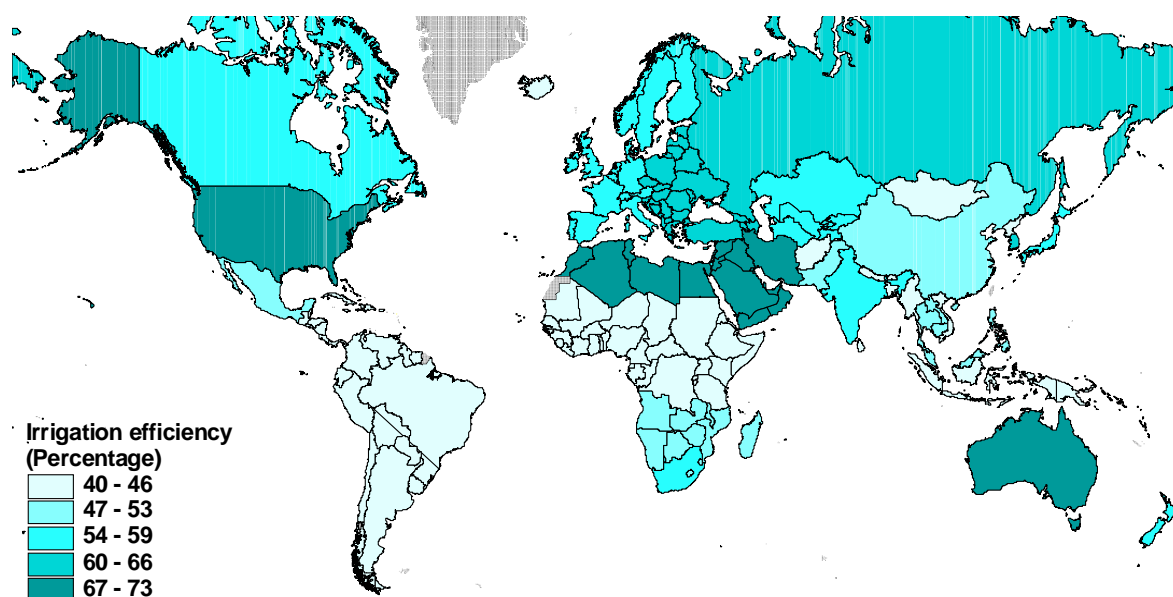 Irrigation efficiency
(Percentage)
40 - 46
47 - 53
54 - 59
60 - 66
67 - 73